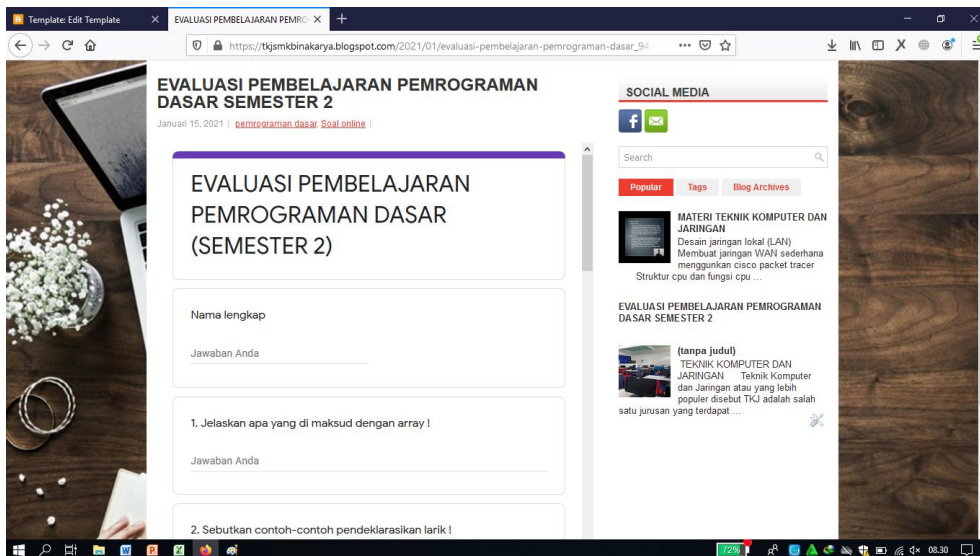 Template: Edit Template
EVALUASI PEMBELAJARAN PEMRO
https://tkjsmkbinakarya.blogspot.com/2021/01/evaluasi-pembelajaran-pemrograman-dasar_94
EVALUASI PEMBELAJARAN PEMROGRAMAN
DASAR SEMESTER 2
Januari 15, 2021 | pemrograman dasar, Soal online |
EVALUASI PEMBELAJARAN
PEMROGRAMAN DASAR
(SEMESTER 2)
Nama lengkap
Jawaban Anda
1. Jelaskan apa yang di maksud dengan array !
Jawaban Anda
2. Sebutkan contoh-contoh pendeklarasikan larik !
SOCIAL MEDIA
Search
Popular Tags Blog Archives
MATERI TEKNIK KOMPUTER DAN
JARINGAN
Desain jaringan lokal (LAN)
Membuat jaringan WAN sederhana
menggunkan cisco packet tracer
Struktur cpu dan fungsi cpu ...
EVALUASI PEMBELAJARAN PEMROGRAMAN
DASAR SEMESTER 2
(tanpa judul)
TEKNIK KOMPUTER DAN
JARINGAN Teknik Komputer
dan Jaringan atau yang lebih
populer disebut TKJ adalah salah
satu jurusan yang terdapat ...
72%
08.30